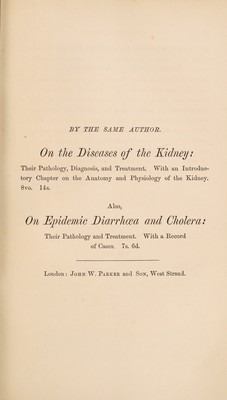 BY THE SAME AUTHOR.
On the Diseases of the Kidney:
Their Pathology, Diagnosis, and Treatment. With an Introduc-
tory Chapter on the Anatomy and Physiology of the Kidney.
8vo. 14s.
Also,
On Epidemic Diarrhœa and Cholera:
Their Pathology and Treatment. With a Record
of Cases. 7s. 6d.
London: John W. Parker and Son, West Strand.